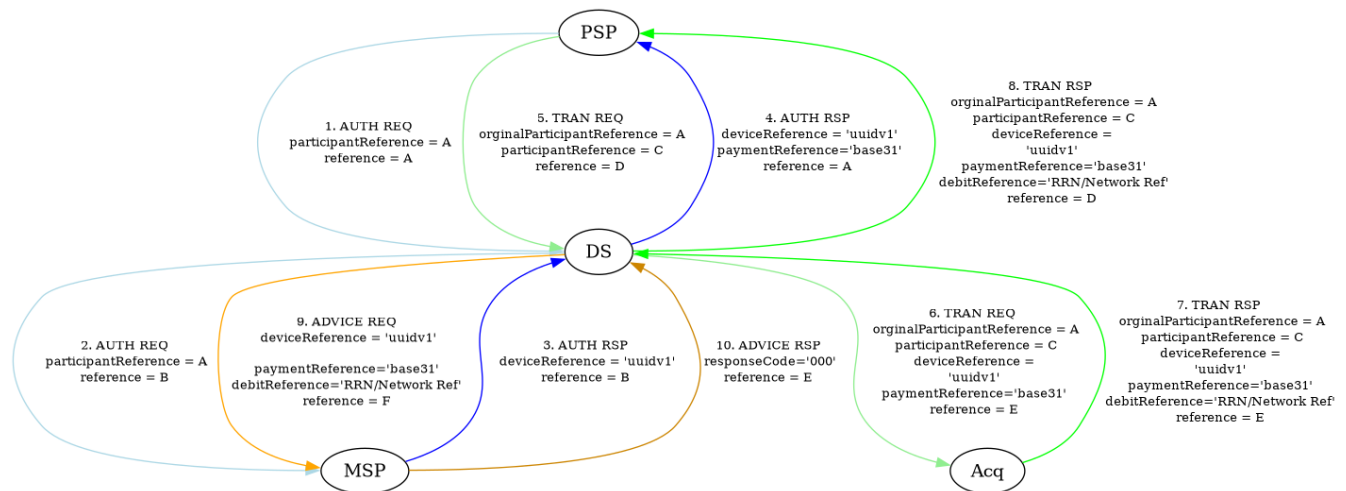 PSP
1. AUTH REQ
participantReference = A
reference = A
5. TRAN REQ
orginalParticipantReference = A
participantReference = C
reference = D
4. AUTH RSP
deviceReference = 'uuidv1'
paymentReference='base31'
reference = A
8. TRAN RSP
orginalParticipantReference = A
participantReference = C
deviceReference =
'uuidv1'
paymentReference='base31'
debitReference='RRN/Network Ref'
reference = D
DS
2. AUTH REQ
participantReference = A
reference = B
9. ADVICE REQ
deviceReference = 'uuidv1'
paymentReference='base31'
debitReference='RRN/Network Ref'
reference = F
3. AUTH RSP
deviceReference = 'uuidv1'
reference = B
10. ADVICE RSP
responseCode='000'
reference = E
6. TRAN REQ
orginalParticipantReference = A
participantReference = C
deviceReference =
'uuidv1'
paymentReference='base31'
reference = E
7. TRAN RSP
orginalParticipantReference = A
participantReference = C
deviceReference =
'uuidv1'
paymentReference='base31'
debitReference='RRN/Network Ref'
reference = E
MSP
Acq